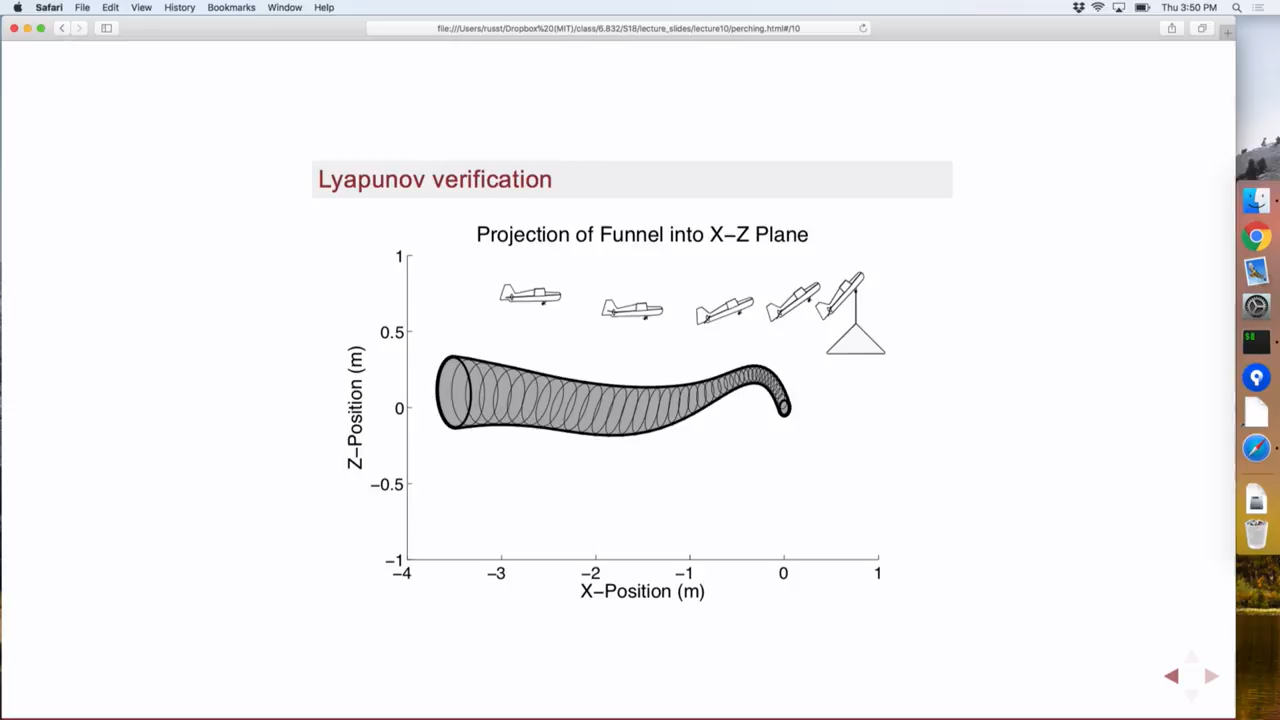 Safari File Edit View History Bookmarks Window Help Thu 3:50 PM
file:///Users/russt/Dropbox%20(MIT)/class/6.832/S18/lecture_slides/lecture10/perching.html#/10
Lyapunov verification
Projection of Funnel into X−Z Plane
1
0.5
0
−0.5
−1
Z−Position (m)
−4 −3 −2 −1 0 1
X−Position (m)